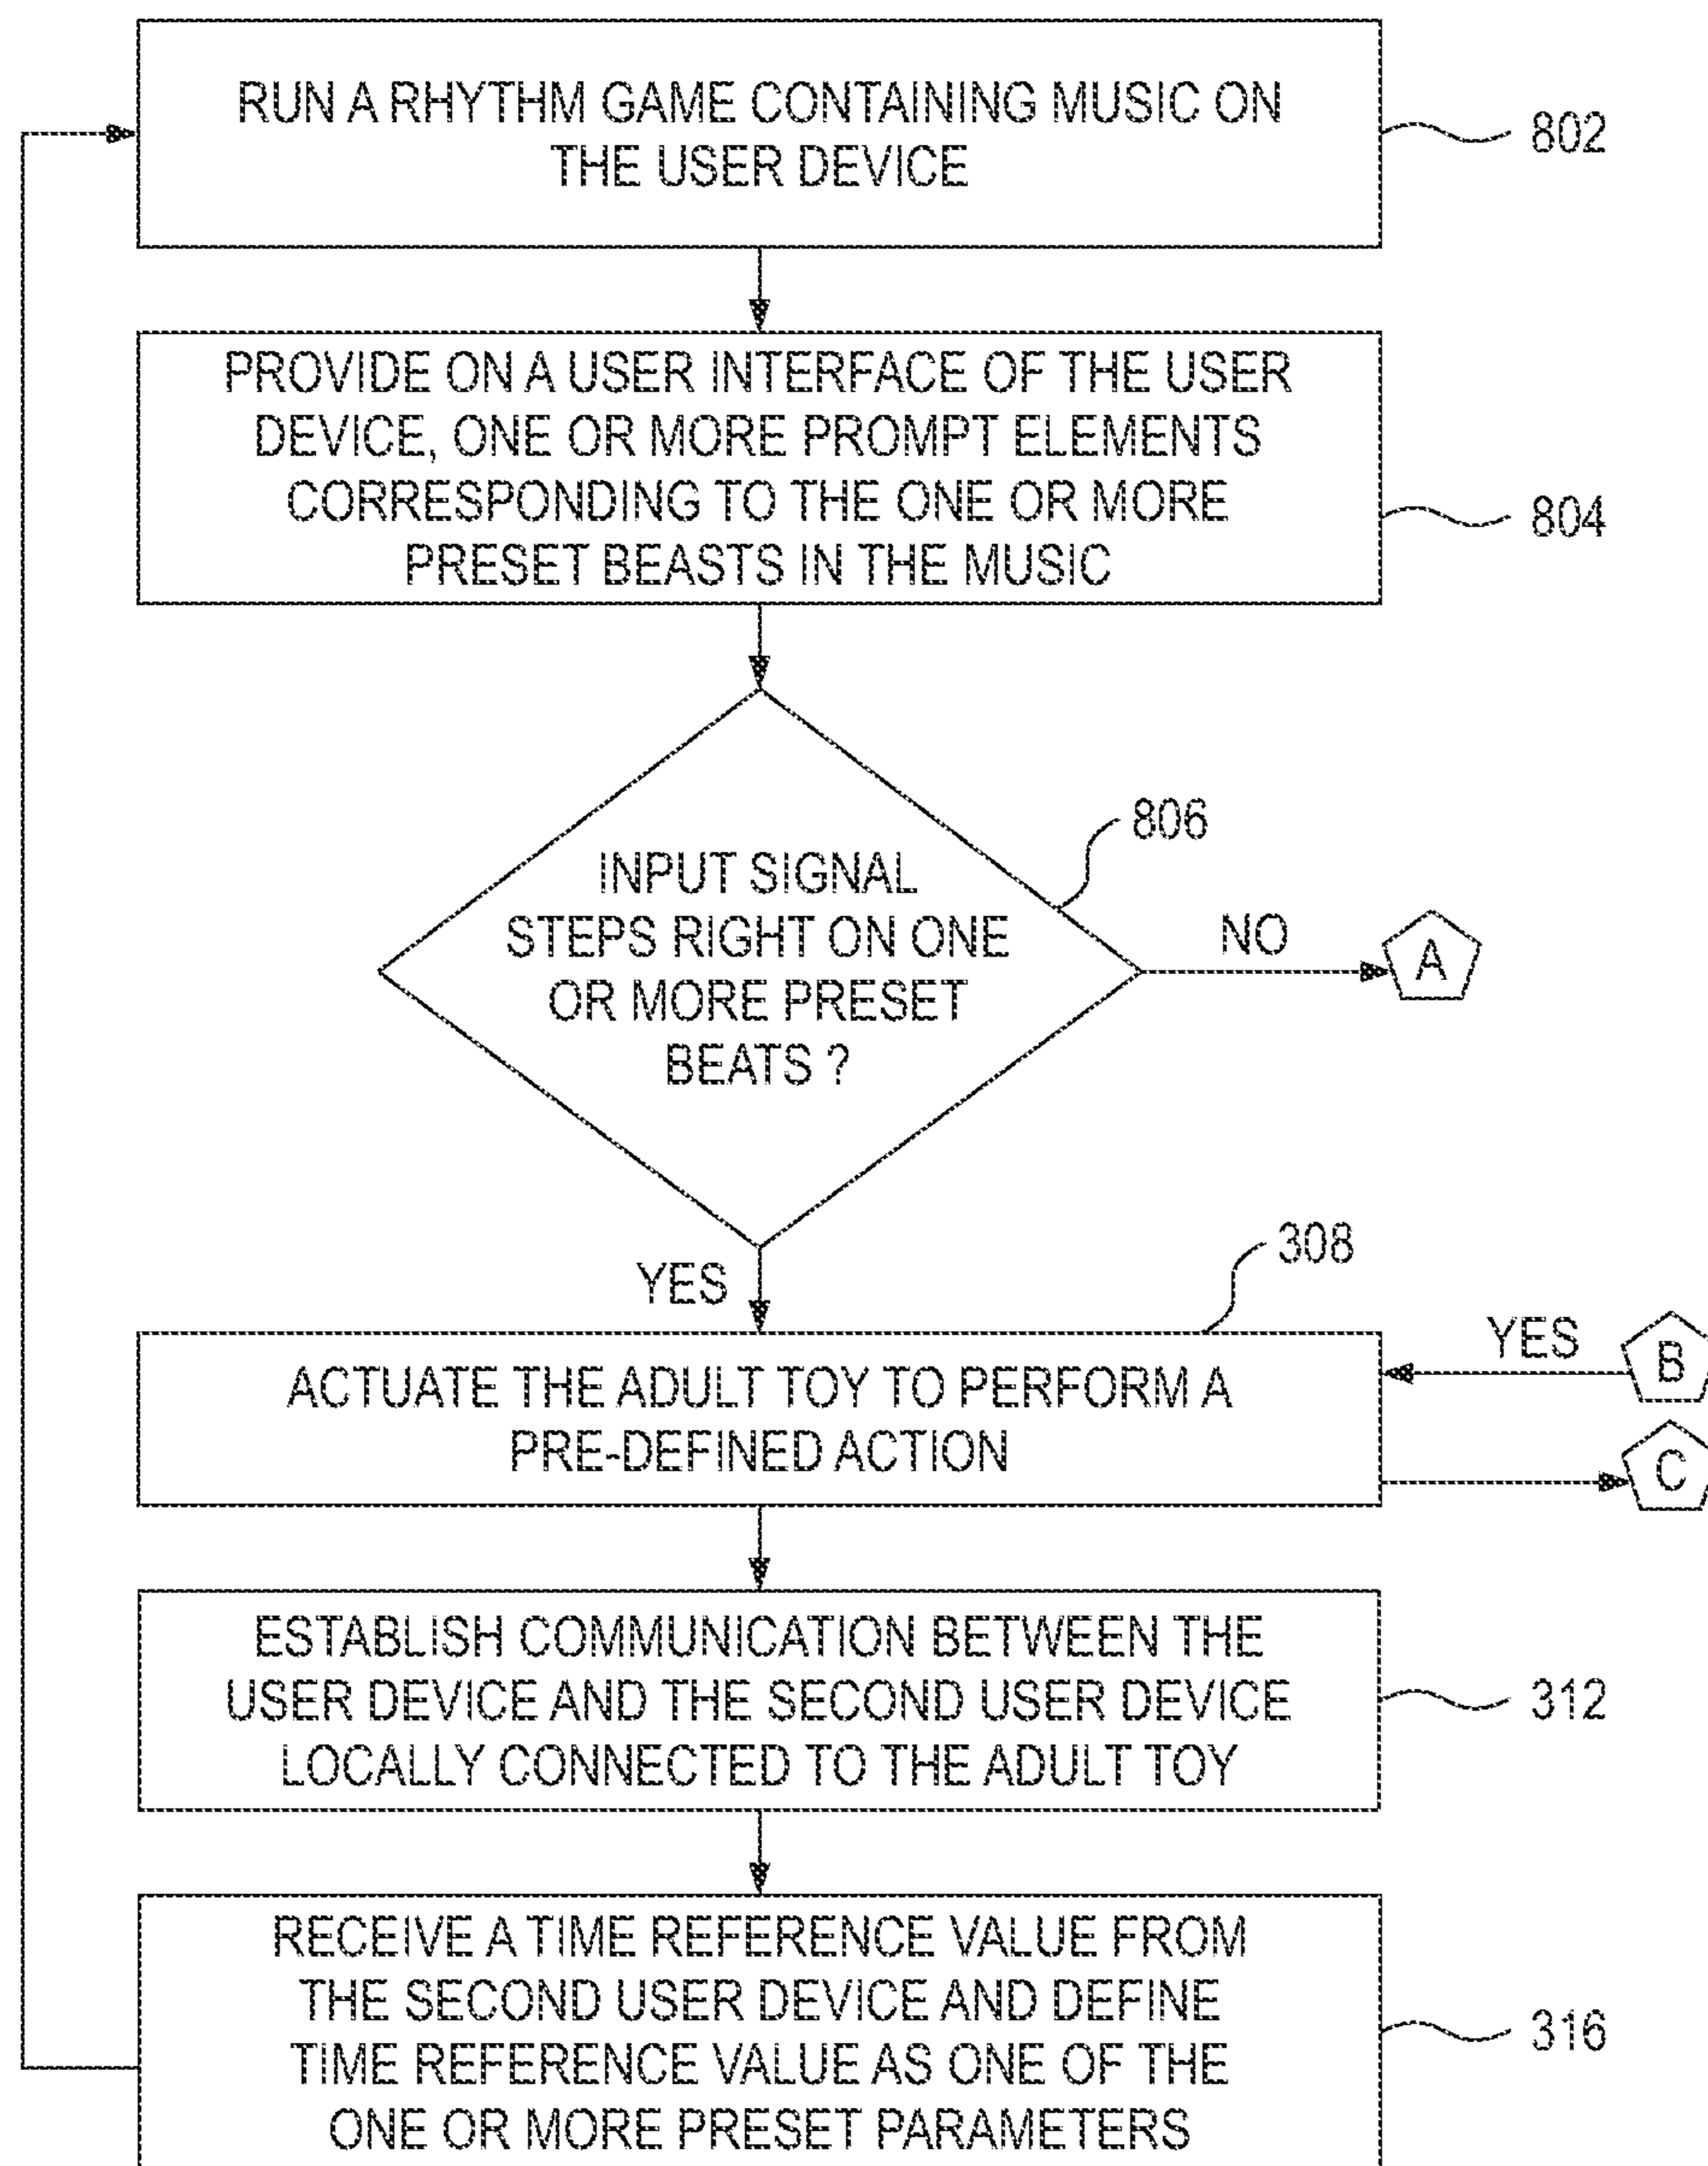 RUN A RHYTHM GAME CONTAINING MUSIC ON
THE USER DEVICE
802
PROVIDE ON A USER INTERFACE OF THE USER
DEVICE, ONE OR MORE PROMPT ELEMENTS
CORRESPONDING TO THE ONE OR MORE
PRESET BEASTS IN THE MUSIC
804
806
INPUT SIGNAL
STEPS RIGHT ON ONE
OR MORE PRESET
BEATS ?
NO
A
YES
308
ACTUATE THE ADULT TOY TO PERFORM A
PRE-DEFINED ACTION
YES
B
C
ESTABLISH COMMUNICATION BETWEEN THE
USER DEVICE AND THE SECOND USER DEVICE
LOCALLY CONNECTED TO THE ADULT TOY
312
RECEIVE A TIME REFERENCE VALUE FROM
THE SECOND USER DEVICE AND DEFINE
TIME REFERENCE VALUE AS ONE OF THE
ONE OR MORE PRESET PARAMETERS
316